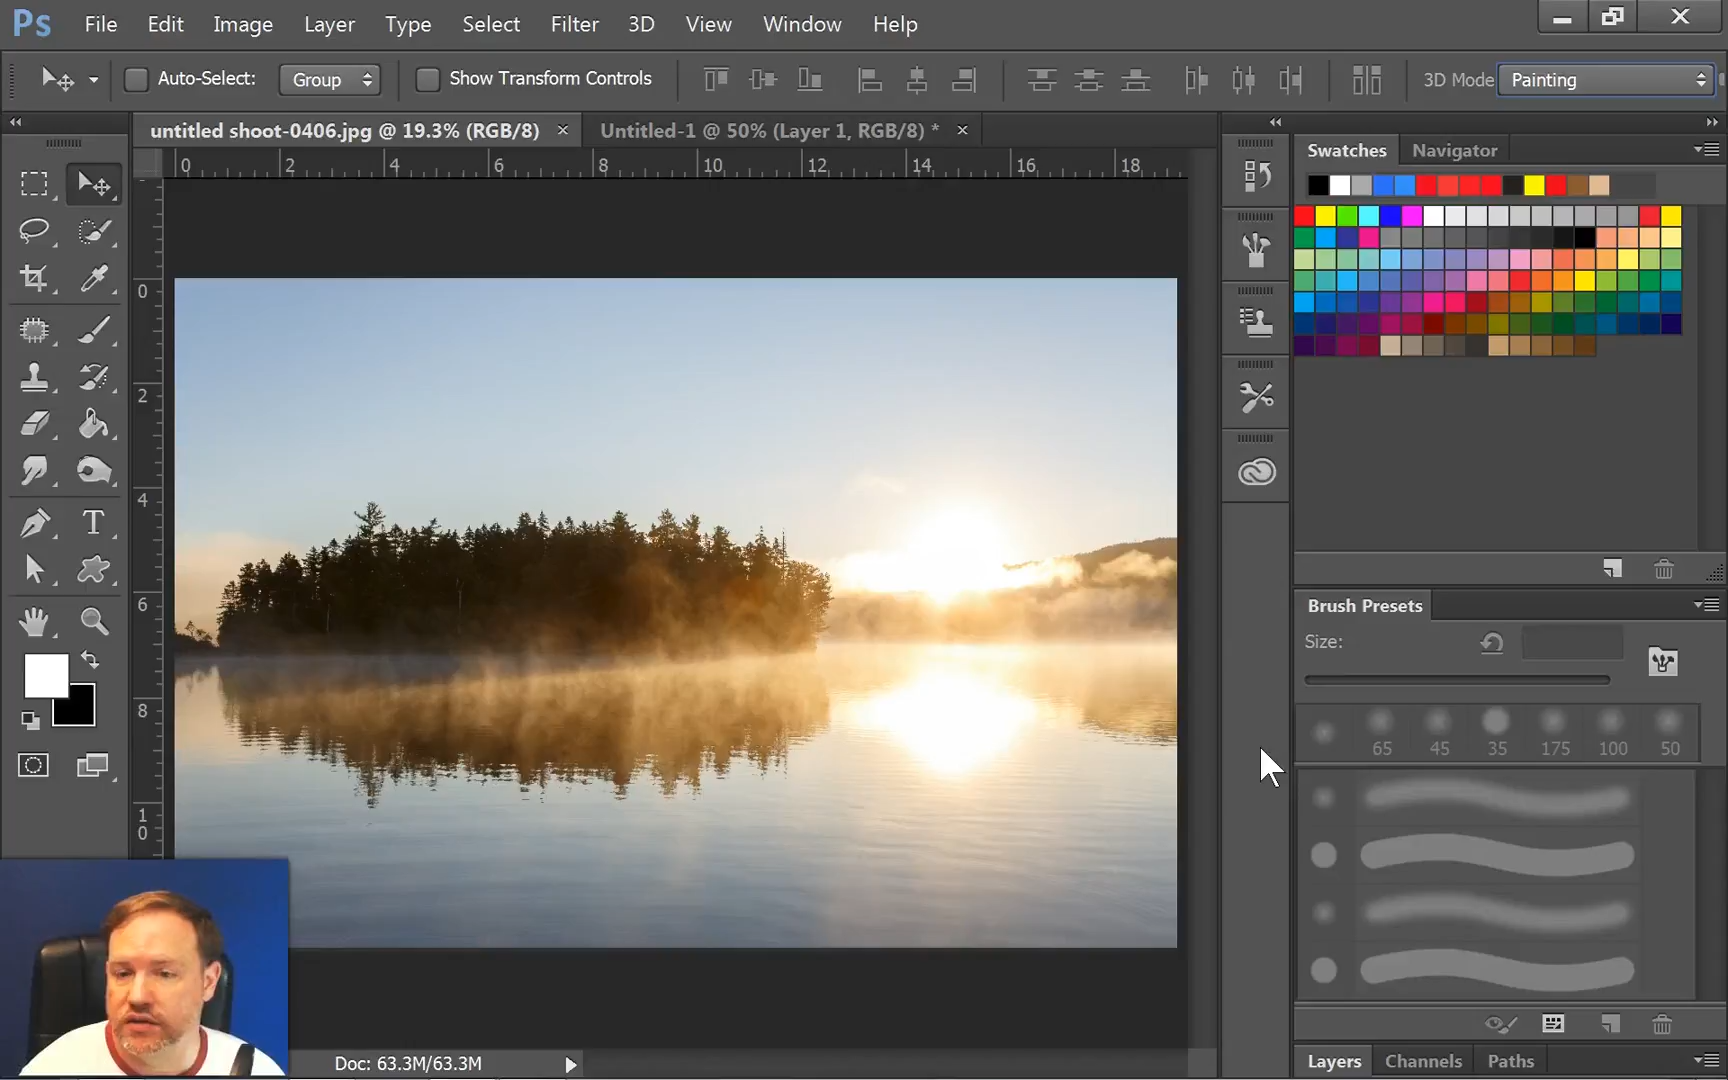 Ps File Edit Image Layer Type Select Filter 3D View Window Help
Auto-Select: Group Show Transform Controls 3D Mode Painting
untitled shoot-0406.jpg @ 19.3% (RGB/8) × Untitled-1 @ 50% (Layer 1, RGB/8) * ×
0 2 4 6 8 10 12 14 16 18
0
2
4
6
8
1
0
T
Swatches Navigator
Brush Presets
Size:
65 45 35 175 100 50
Doc: 63.3M/63.3M
Layers Channels Paths